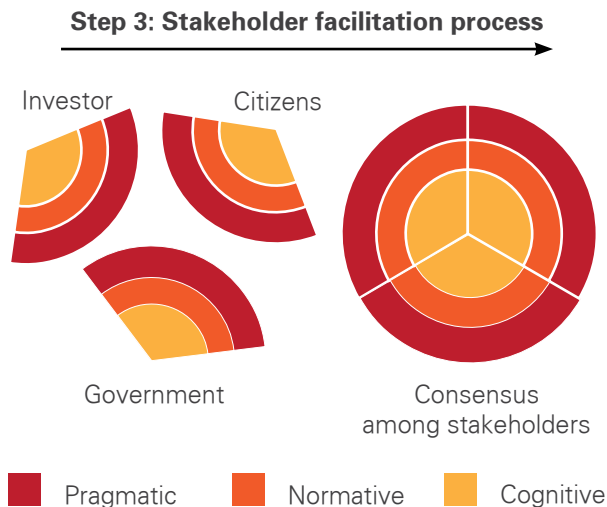 Step 3: Stakeholder facilitation process
Investor
Citizens
Government
Consensus
among stakeholders
Pragmatic
Normative
Cognitive